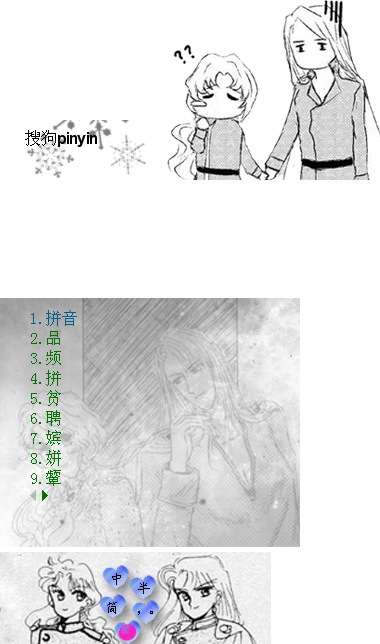 ??
搜狗pinyin
1.拼音
2.品
3.频
4.拼
5.贫
6.聘
7.嫔
8.姘
9.颦
中
半
简
，。